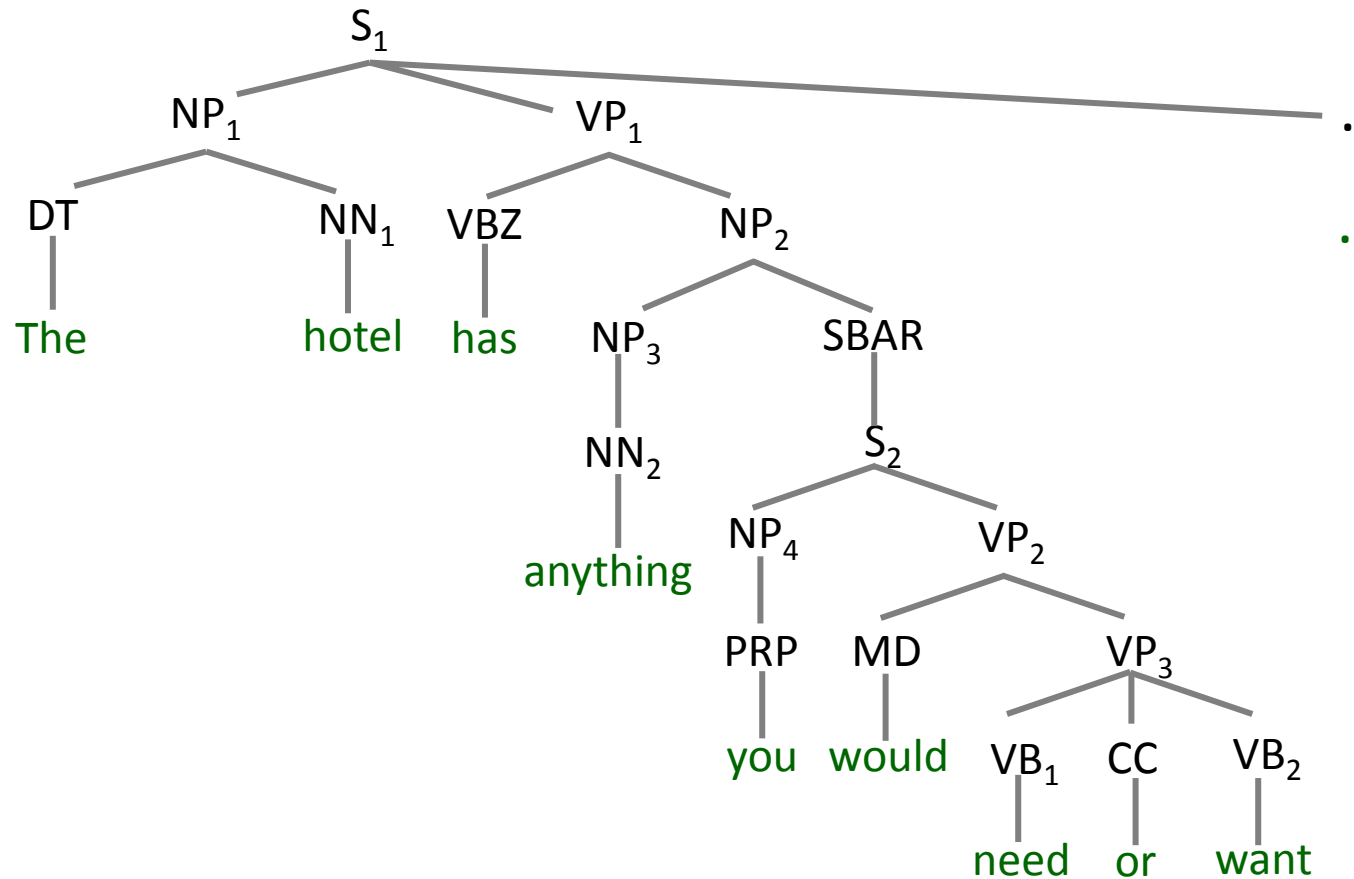 S₁
NP₁ VP₁ .
DT NN₁ VBZ NP₂ .
The hotel has NP₃ SBAR
NN₂ S₂
anything NP₄ VP₂
PRP MD VP₃
you would VB₁ CC VB₂
need or want